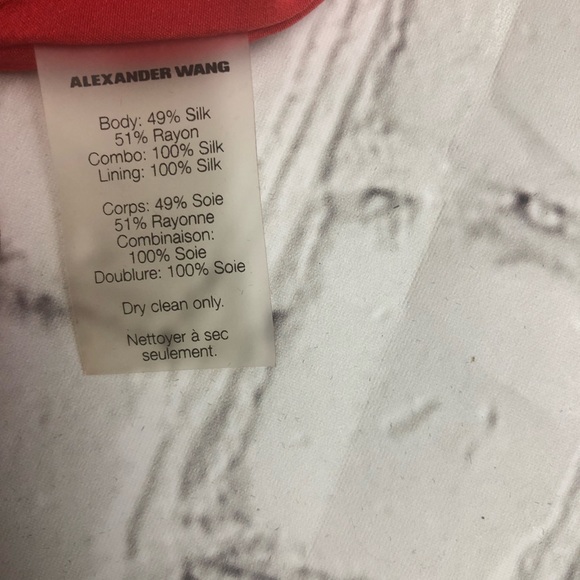 ALEXANDER WANG
Body: 49% Silk
51% Rayon
Combo: 100% Silk
Lining: 100% Silk
Corps: 49% Soie
51% Rayonne
Combinaison:
100% Soie
Doublure: 100% Soie
Dry clean only.
Nettoyer à sec
seulement.